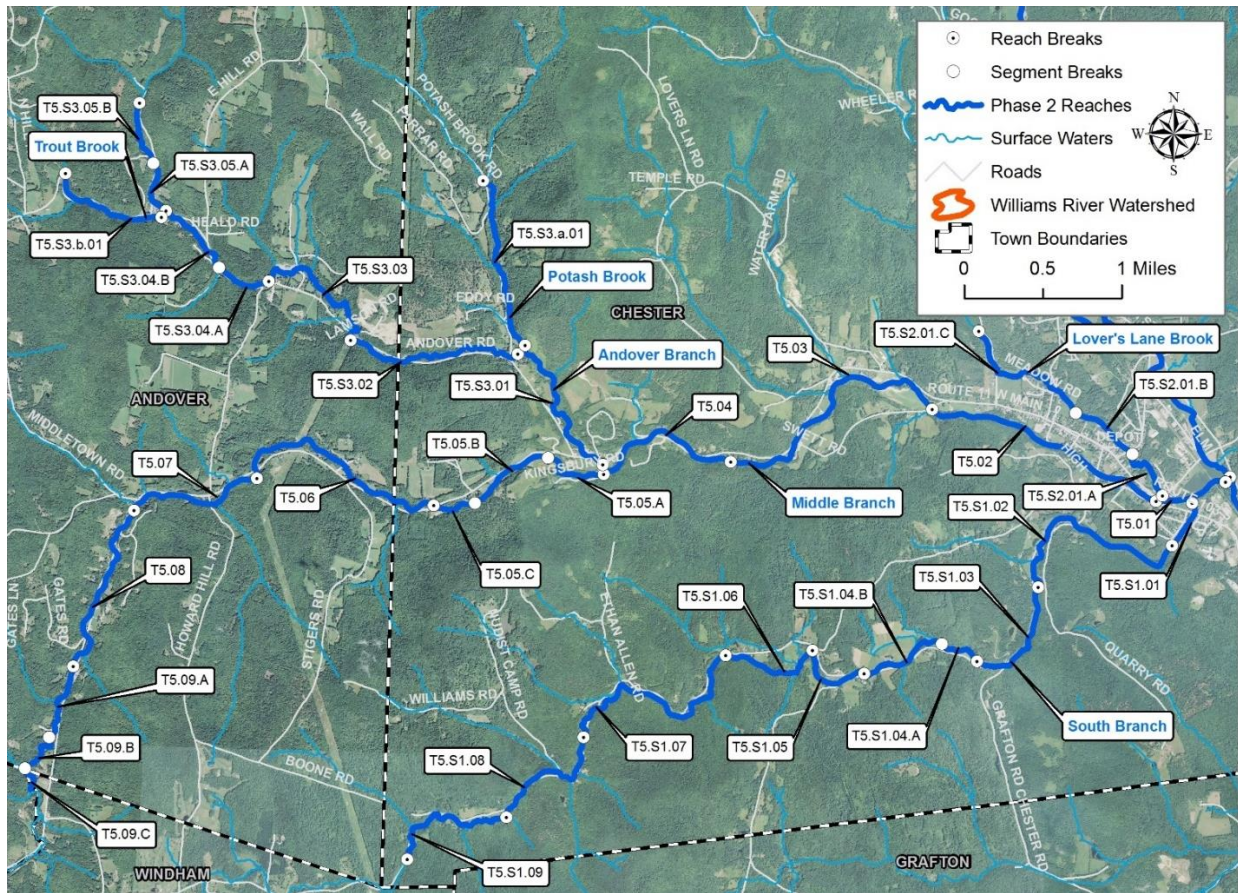 Reach Breaks
Segment Breaks
Phase 2 Reaches
Surface Waters
Roads
Williams River Watershed
Town Boundaries
0 0.5 1 Miles
N
W E
S
T5.S3.05.B
Trout Brook
T5.S3.05.A
T5.S3.b.01
T5.S3.04.B
T5.S3.04.A
T5.S3.03
T5.S3.02
T5.S3.01
T5.S3.a.01
Potash Brook
Andover Branch
CHESTER
ANDOVER
WINDHAM
GRAFTON
T5.03
T5.04
T5.S2.01.C
Lover's Lane Brook
T5.S2.01.B
T5.02
T5.S2.01.A
T5.01
T5.S1.01
T5.S1.02
T5.S1.03
Middle Branch
T5.05.A
T5.05.B
T5.05.C
T5.06
T5.07
T5.08
T5.09.A
T5.09.B
T5.09.C
T5.S1.04.B
T5.S1.04.A
T5.S1.05
T5.S1.06
T5.S1.07
T5.S1.08
T5.S1.09
South Branch
E HILL RD
N HILL
WALL RD
POTASH BROOK RD
FARRAR RD
LOVERS LN RD
WHEELER R
TEMPLE RD
WATER FARM RD
HEALD RD
EDDY RD
ANDOVER RD
MEADOW RD
ROUTE 11 W MAIN
DEPOT
HIGH
ELM
SWETT RD
KINGSBURY RD
MIDDLETOWN RD
GATES LN
GATES RD
HOWARD HILL RD
STIGERS RD
NUDIST CAMP RD
ETHAN ALLEN RD
WILLIAMS RD
BOONE RD
QUARRY RD
GRAFTON RD CHESTER RD